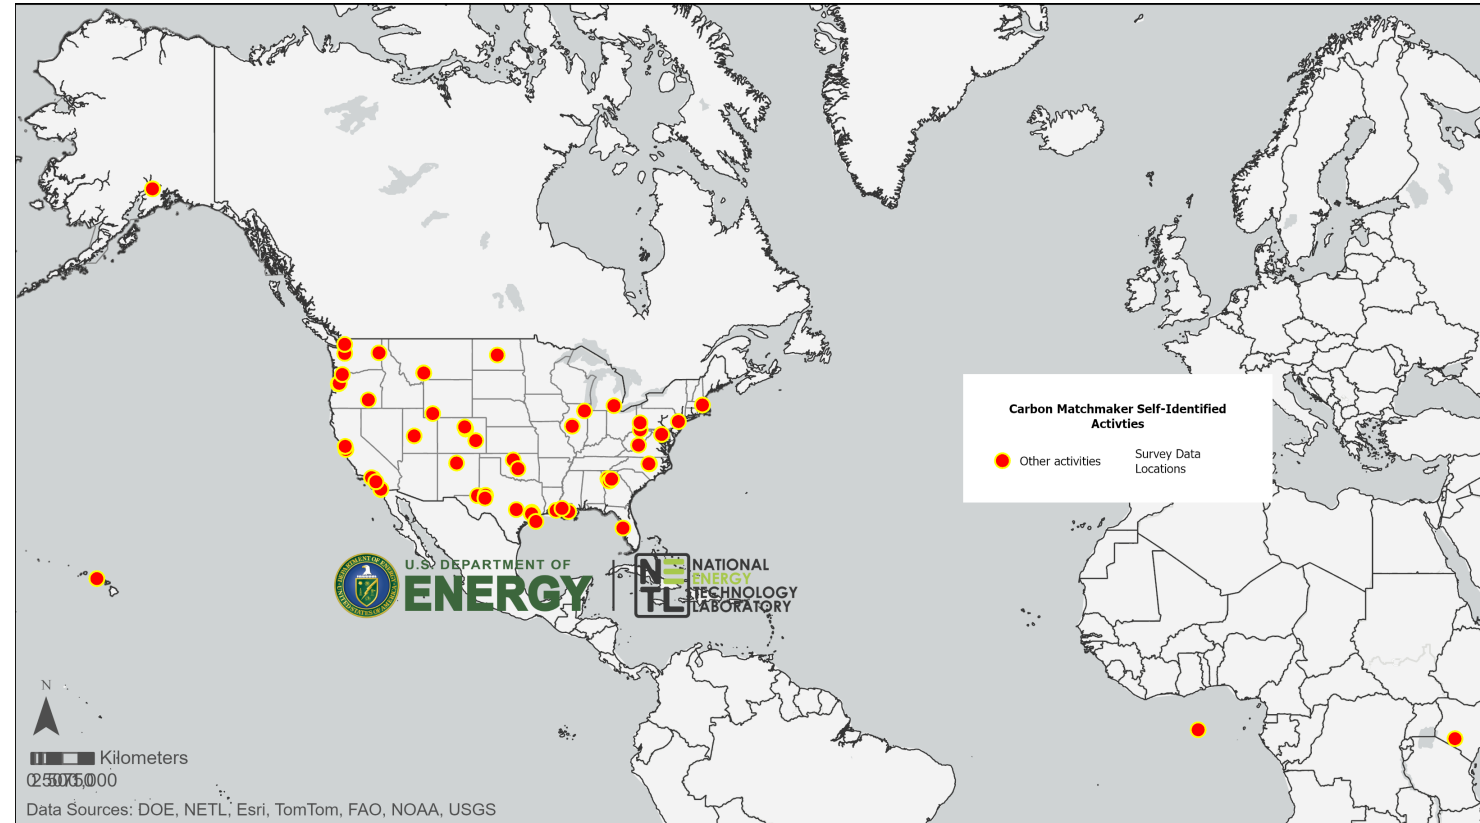 Carbon Matchmaker Self-Identified
Activties
Other activities
Survey Data
Locations
U.S. DEPARTMENT OF
ENERGY
NETL
NATIONAL
ENERGY
TECHNOLOGY
LABORATORY
N
Kilometers
Data Sources: DOE, NETL, Esri, TomTom, FAO, NOAA, USGS